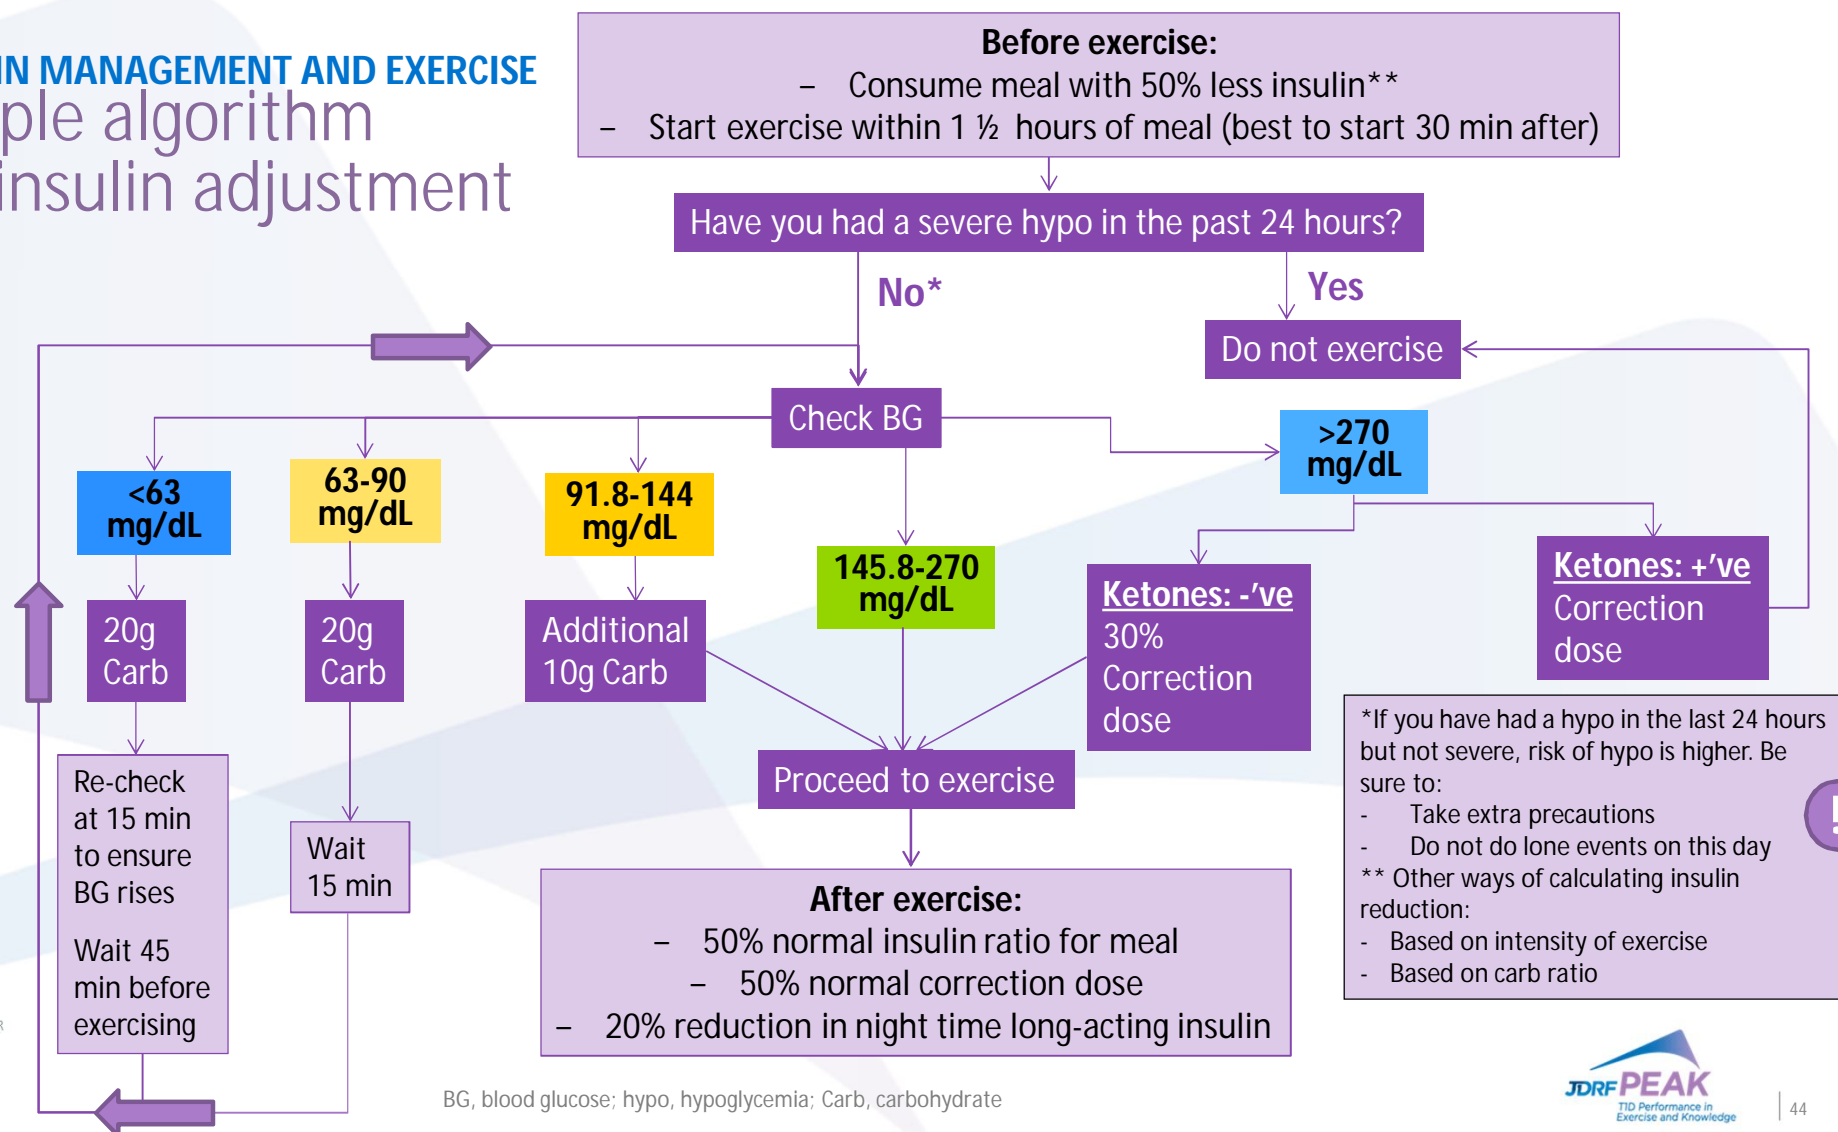 IN MANAGEMENT AND EXERCISE
ple algorithm
insulin adjustment
Before exercise:
– Consume meal with 50% less insulin**
– Start exercise within 1 ½ hours of meal (best to start 30 min after)
Have you had a severe hypo in the past 24 hours?
No*
Yes
Do not exercise
Check BG
<63
mg/dL
63-90
mg/dL
91.8-144
mg/dL
145.8-270
mg/dL
>270
mg/dL
20g
Carb
20g
Carb
Additional
10g Carb
Ketones: -’ve
30%
Correction
dose
Ketones: +’ve
Correction
dose
Re-check
at 15 min
to ensure
BG rises
Wait 45
min before
exercising
Wait
15 min
Proceed to exercise
After exercise:
– 50% normal insulin ratio for meal
– 50% normal correction dose
– 20% reduction in night time long-acting insulin
*If you have had a hypo in the last 24 hours
but not severe, risk of hypo is higher. Be
sure to:
- Take extra precautions
- Do not do lone events on this day
** Other ways of calculating insulin
reduction:
- Based on intensity of exercise
- Based on carb ratio
BG, blood glucose; hypo, hypoglycemia; Carb, carbohydrate
JDRF PEAK
T1D Performance in
Exercise and Knowledge
44